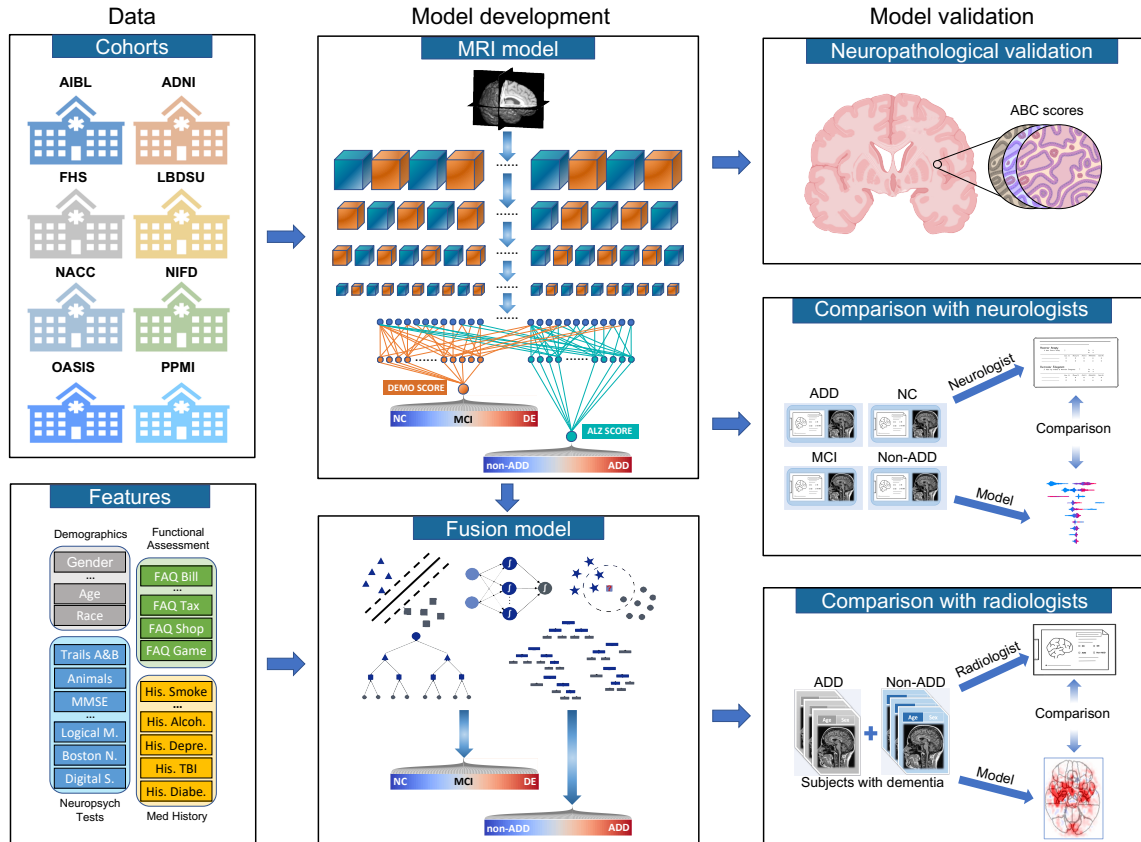 Data
Model development
Model validation
Cohorts
AIBL
ADNI
FHS
LBDSU
NACC
NIFD
OASIS
PPMI
Features
Demographics
Gender
...
Age
Race
Functional
Assessment
FAQ Bill
...
FAQ Tax
FAQ Shop
FAQ Game
Trails A&B
Animals
MMSE
...
Logical M.
Boston N.
Digital S.
Neuropsych
Tests
His. Smoke
...
His. Alcoh.
His. Depre.
His. TBI
His. Diabe.
Med History
MRI model
......
......
......
......
......
......
......
DEMO SCORE
NC
MCI
DE
ALZ SCORE
non-ADD
ADD
Fusion model
NC
MCI
DE
non-ADD
ADD
Neuropathological validation
ABC scores
Comparison with neurologists
ADD
NC
MCI
Non-ADD
Neurologist
Model
Comparison
Comparison with radiologists
ADD
Non-ADD
Age Sex
Age Sex
Subjects with dementia
Radiologist
Model
Comparison